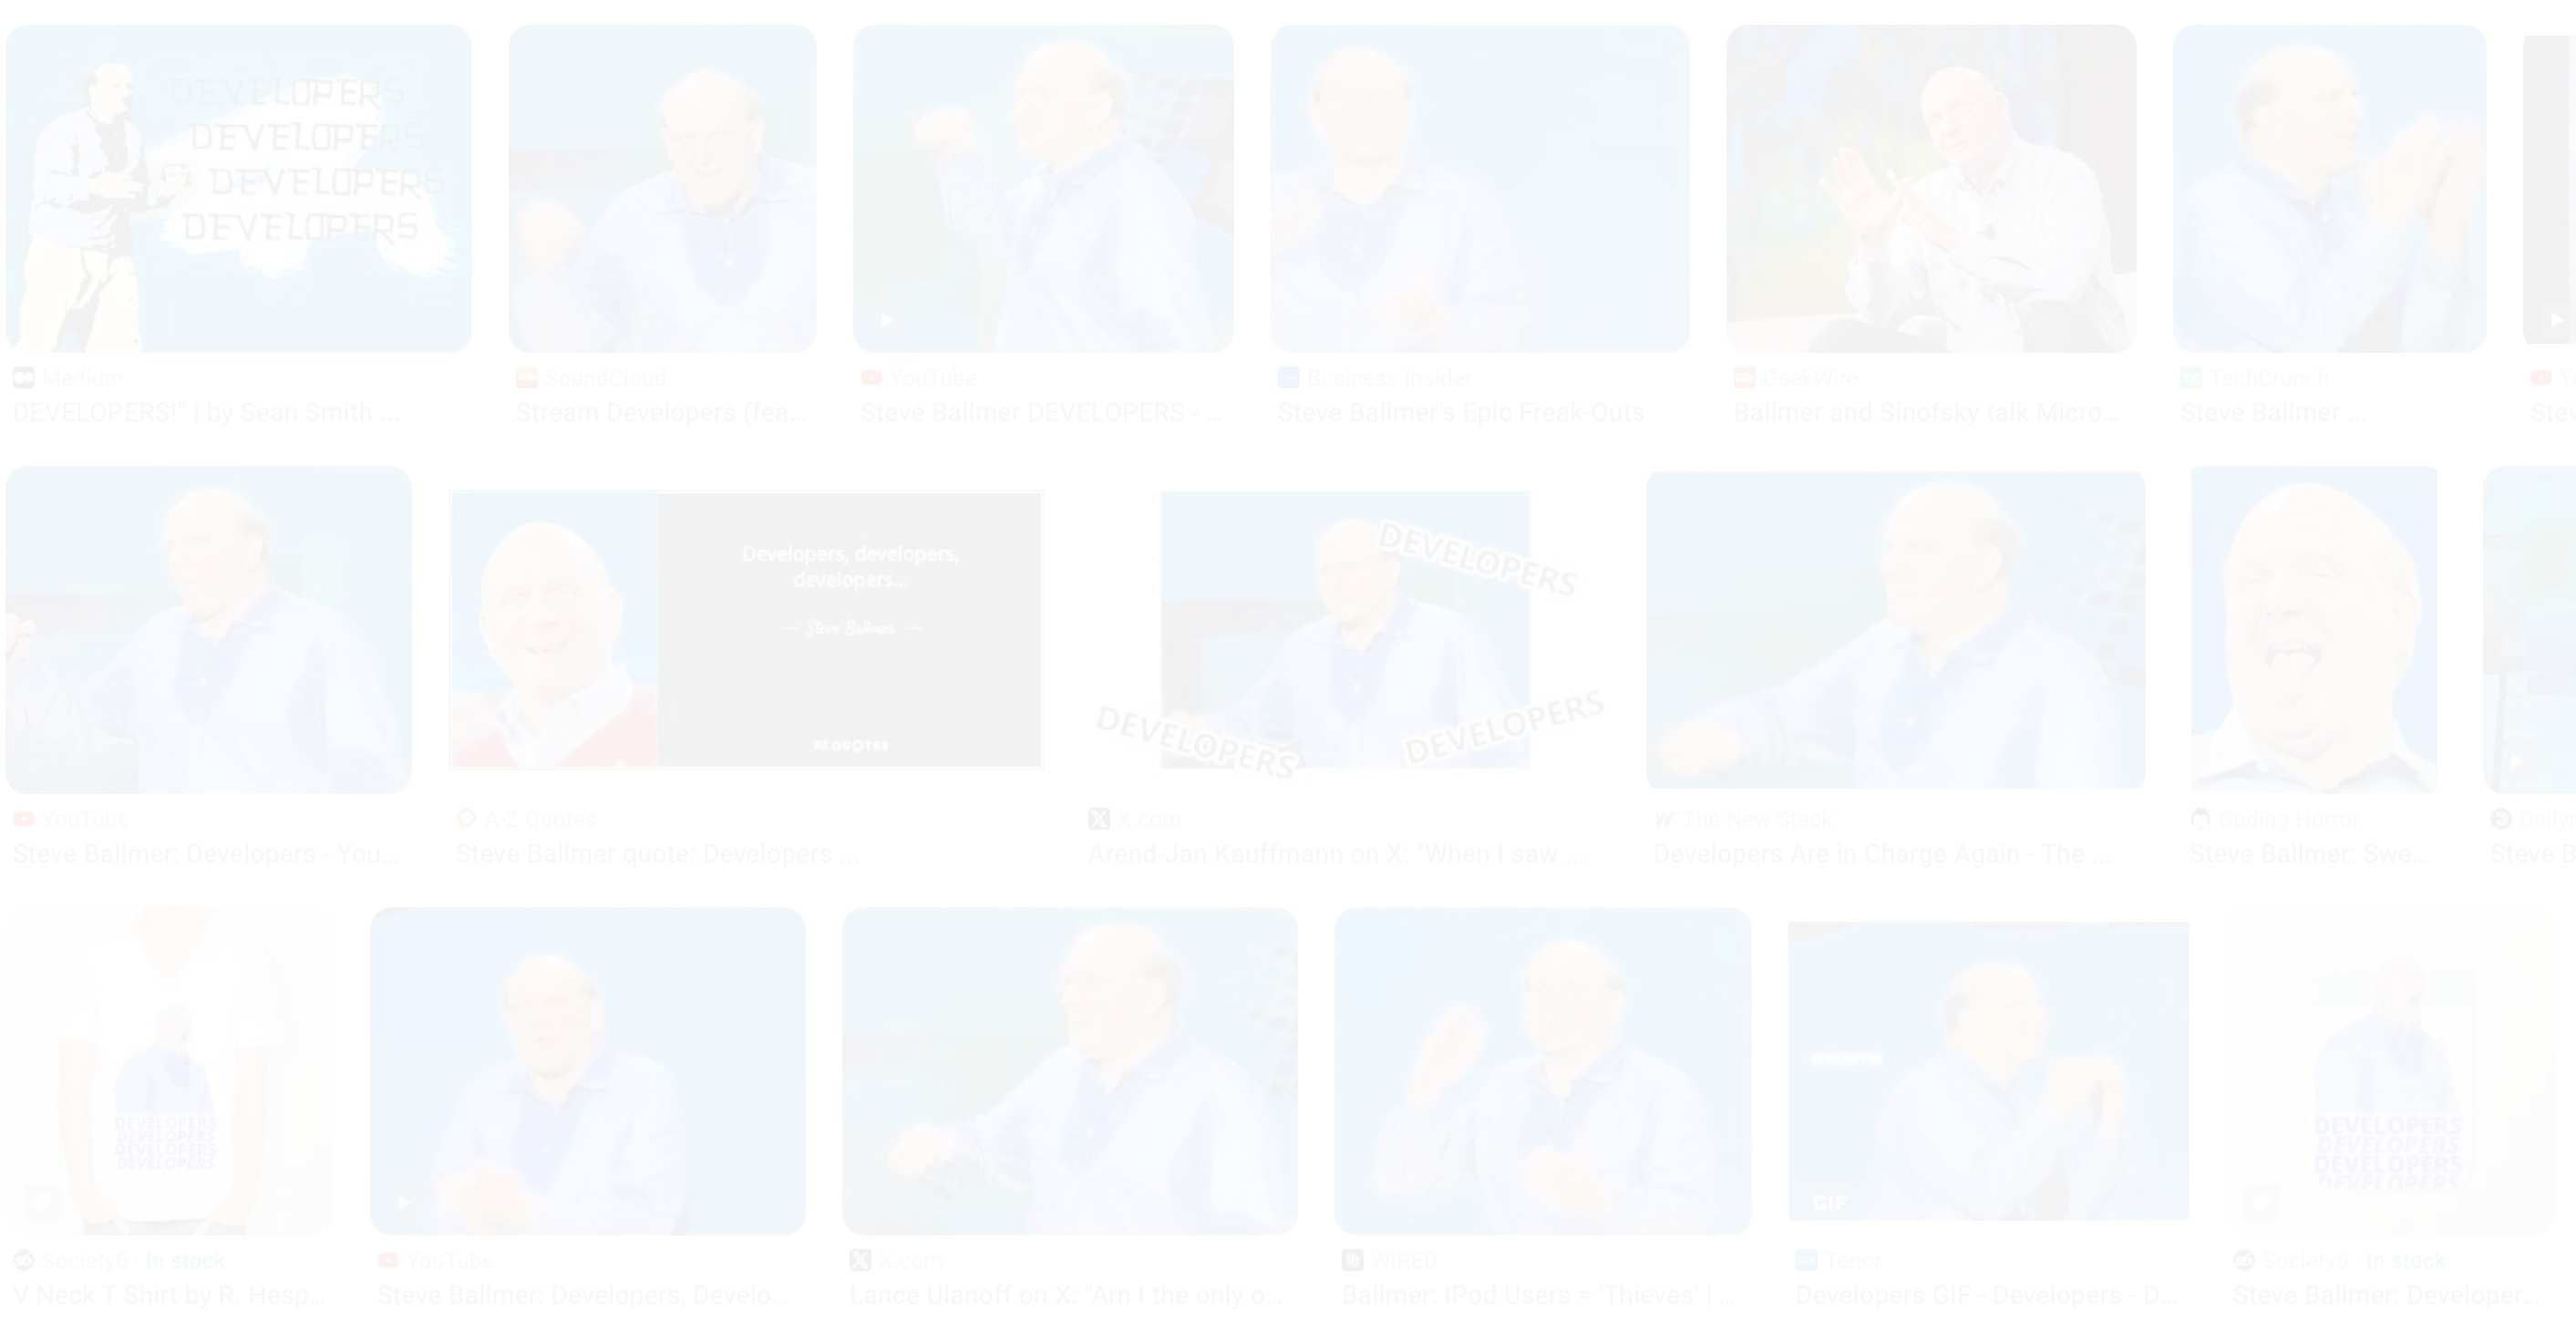 DEVELOPERS
DEVELOPERS
DEVELOPERS
DEVELOPERS
Medium
SoundCloud
YouTube
Business Insider
GeekWire
TechCrunch
DEVELOPERS!" | by Sean Smith ...
Stream Developers (fea...
Steve Ballmer DEVELOPERS - ...
Steve Ballmer's Epic Freak-Outs
Ballmer and Sinofsky talk Micro...
Steve Ballmer ...
Stev
Developers, developers,
developers...
Steve Ballmer
AZ QUOTES
DEVELOPERS
DEVELOPERS
DEVELOPERS
YouTube
A-Z Quotes
X.com
The New Stack
Coding Horror
Steve Ballmer: Developers - You...
Steve Ballmer quote: Developers ...
Arend-Jan Kauffmann on X: "When I saw ...
Developers Are in Charge Again - The ...
Steve Ballmer: Swe...
Steve B
DEVELOPERS
DEVELOPERS
DEVELOPERS
DEVELOPERS
GIF
DEVELOPERS
DEVELOPERS
DEVELOPERS
DEVELOPERS
Society6 · In stock
YouTube
X.com
WIRED
Tenor
Society6 · In stock
V Neck T Shirt by R. Hesp...
Steve Ballmer: Developers, Develo...
Lance Ulanoff on X: "Am I the only o...
Ballmer: IPod Users = 'Thieves' | ...
Developers GIF - Developers - D...
Steve Ballmer: Developer...